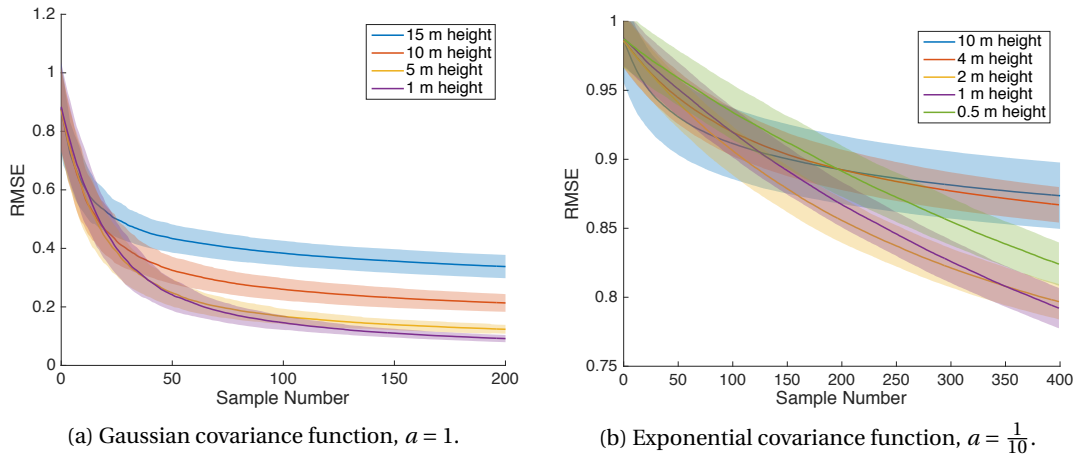 1.2
1
0.8
0.6
0.4
0.2
0
RMSE
0
50
100
150
200
Sample Number
15 m height
10 m height
5 m height
1 m height
(a) Gaussian covariance function, a = 1.
1
0.95
0.9
0.85
0.8
0.75
RMSE
0
50
100
150
200
250
300
350
400
Sample Number
10 m height
4 m height
2 m height
1 m height
0.5 m height
(b) Exponential covariance function, a = 1/10.